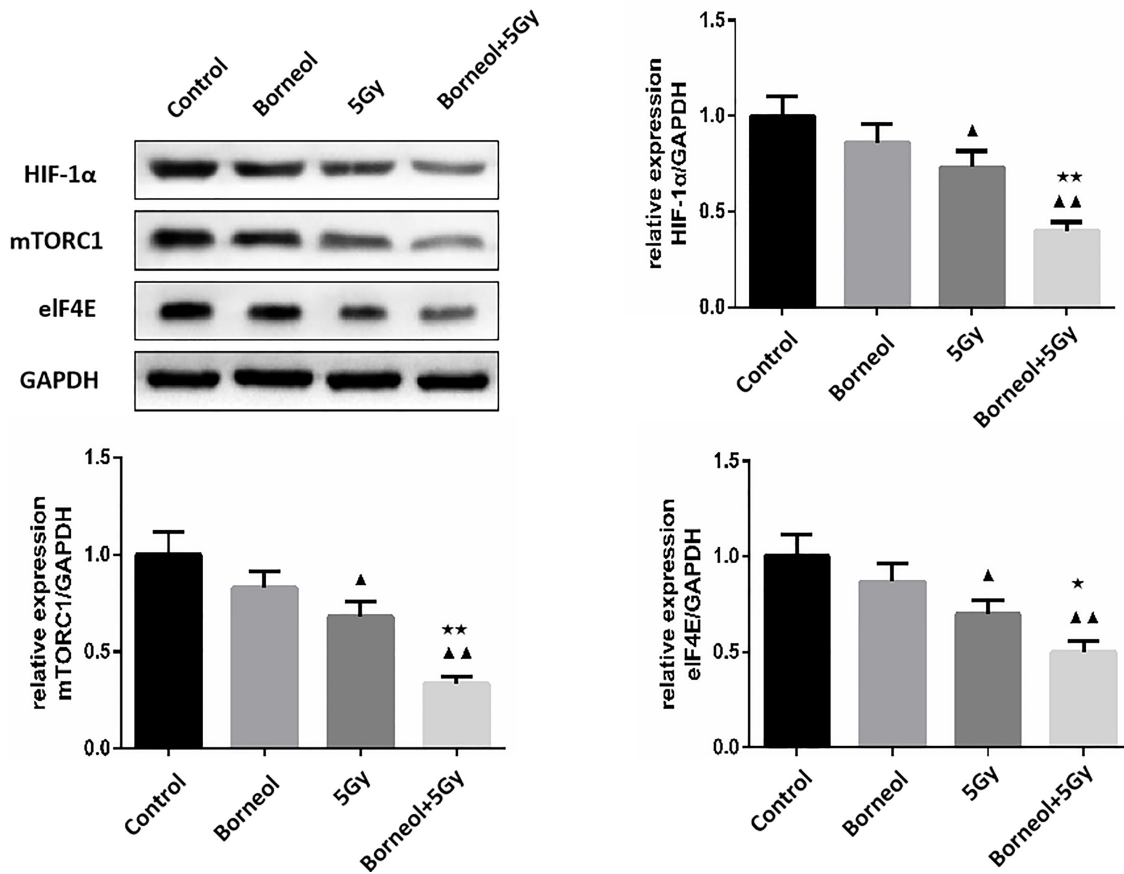 Control Borneol 5Gy Borneol+5Gy
HIF-1α
mTORC1
eIF4E
GAPDH
relative expression
HIF-1α/GAPDH
1.5
1.0
0.5
0.0
▲
★★
▲▲
Control Borneol 5Gy Borneol+5Gy
relative expression
mTORC1/GAPDH
1.5
1.0
0.5
0.0
▲
★★
▲▲
Control Borneol 5Gy Borneol+5Gy
relative expression
eIF4E/GAPDH
1.5
1.0
0.5
0.0
▲
★
▲▲
Control Borneol 5Gy Borneol+5Gy